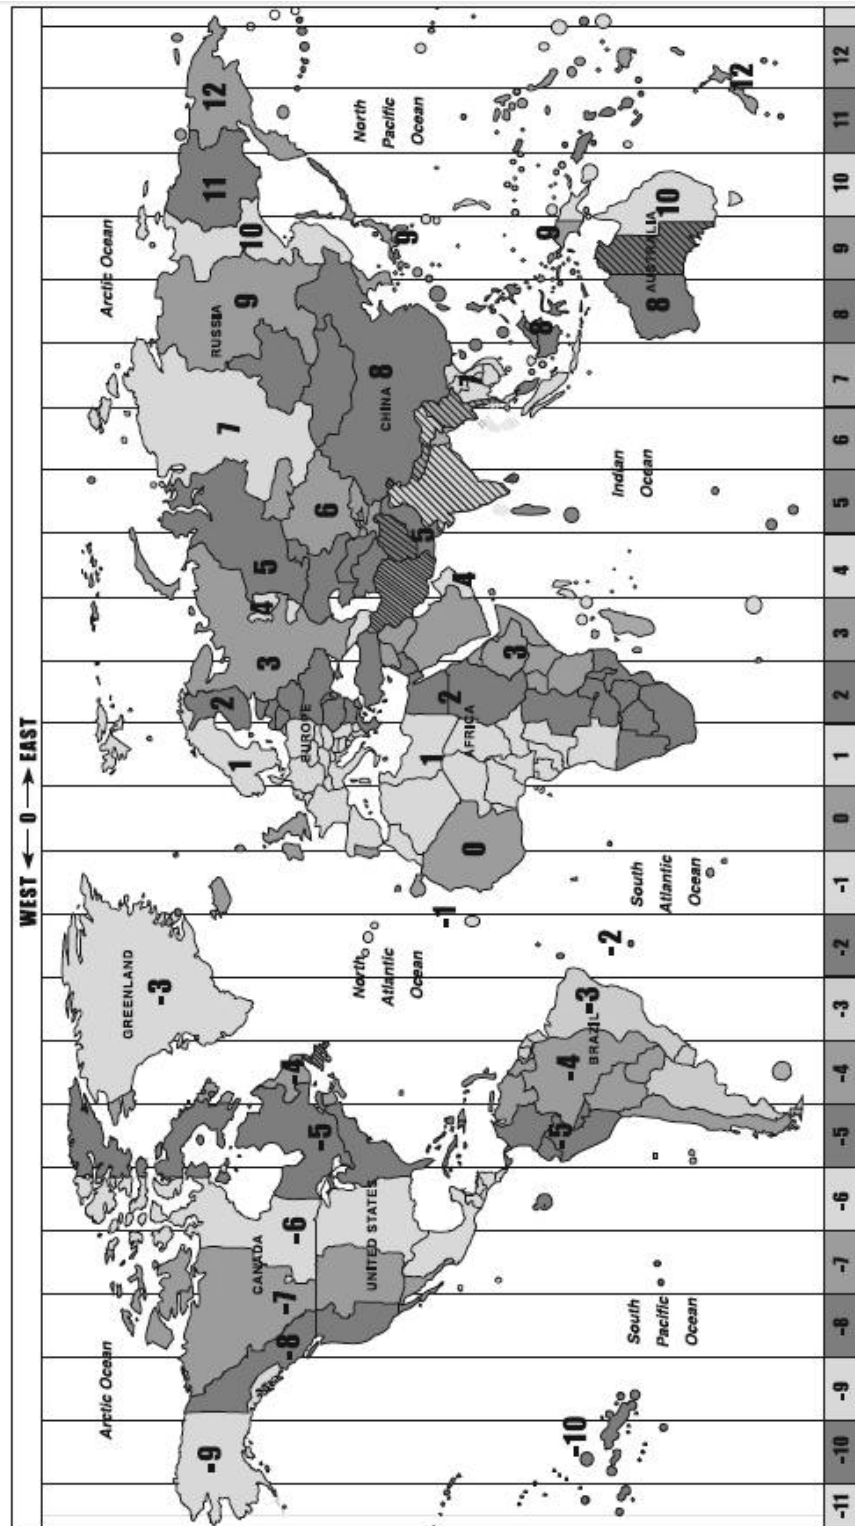 WEST ← 0 → EAST
Arctic Ocean
GREENLAND
-3
Arctic Ocean
-9
1
2
7
RUSSIA
9
10
11
12
CANADA
-8
-7
-6
-5
-4
3
4
5
EUROPE
6
UNITED STATES
North
Atlantic
Ocean
CHINA 8
9
North
Pacific
Ocean
-1
0
1
2
AFRICA
3
4
5
7
8
9
-5
-4
-3
BRAZIL
-10
-2
Indian
Ocean
AUSTRALIA
8
10
12
South
Pacific
Ocean
South
Atlantic
Ocean
-11 -10 -9 -8 -7 -6 -5 -4 -3 -2 -1 0 1 2 3 4 5 6 7 8 9 10 11 12